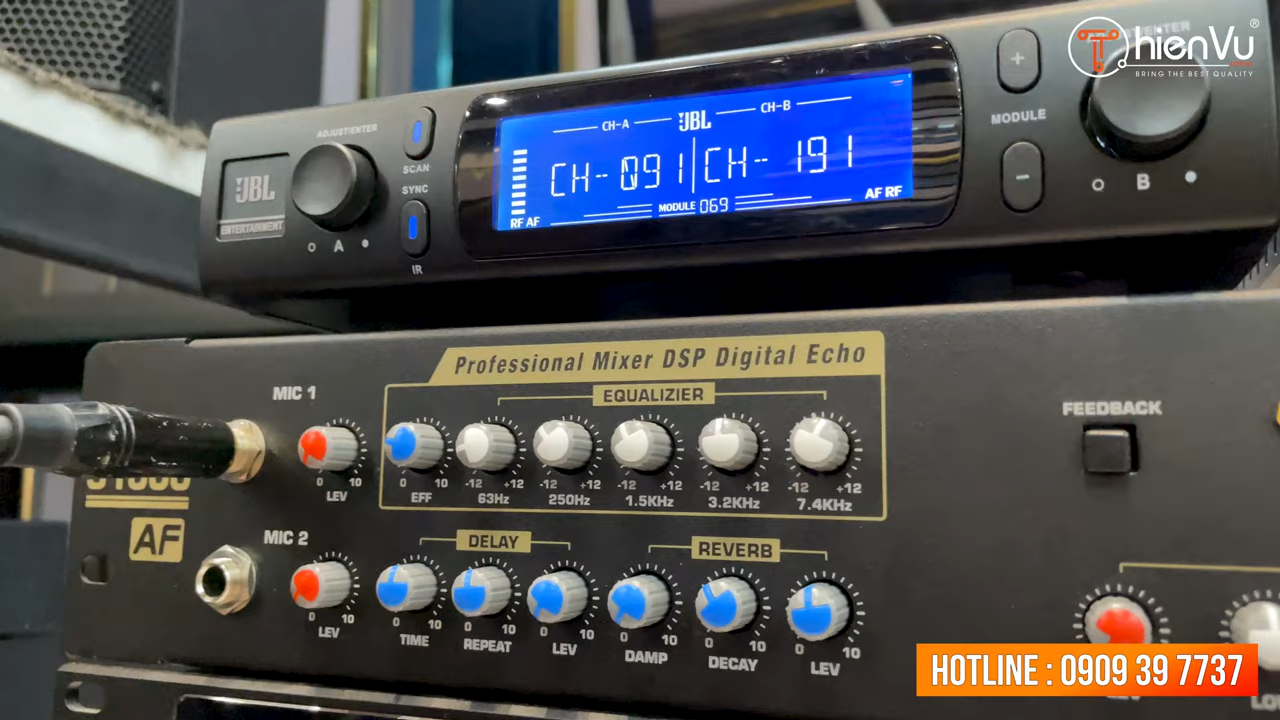 ThienVu®
BRING THE BEST QUALITY
ADJUST/ENTER
SCAN
SYNC
IR
JBL
ENTERTAINMENT
A
CH-A
JBL
CH-B
CH-091
CH-191
RF AF
MODULE 069
AF RF
+
MODULE
-
B
Professional Mixer DSP Digital Echo
EQUALIZIER
MIC 1
0 10
LEV
0 10
EFF
-12 +12
63Hz
-12 +12
250Hz
-12 +12
1.5KHz
-12 +12
3.2KHz
-12 +12
7.4KHz
FEEDBACK
AF
MIC 2
DELAY
REVERB
0 10
LEV
0 10
TIME
0 10
REPEAT
0 10
LEV
0 10
DAMP
0 10
DECAY
0 10
LEV
HOTLINE : 0909 39 7737